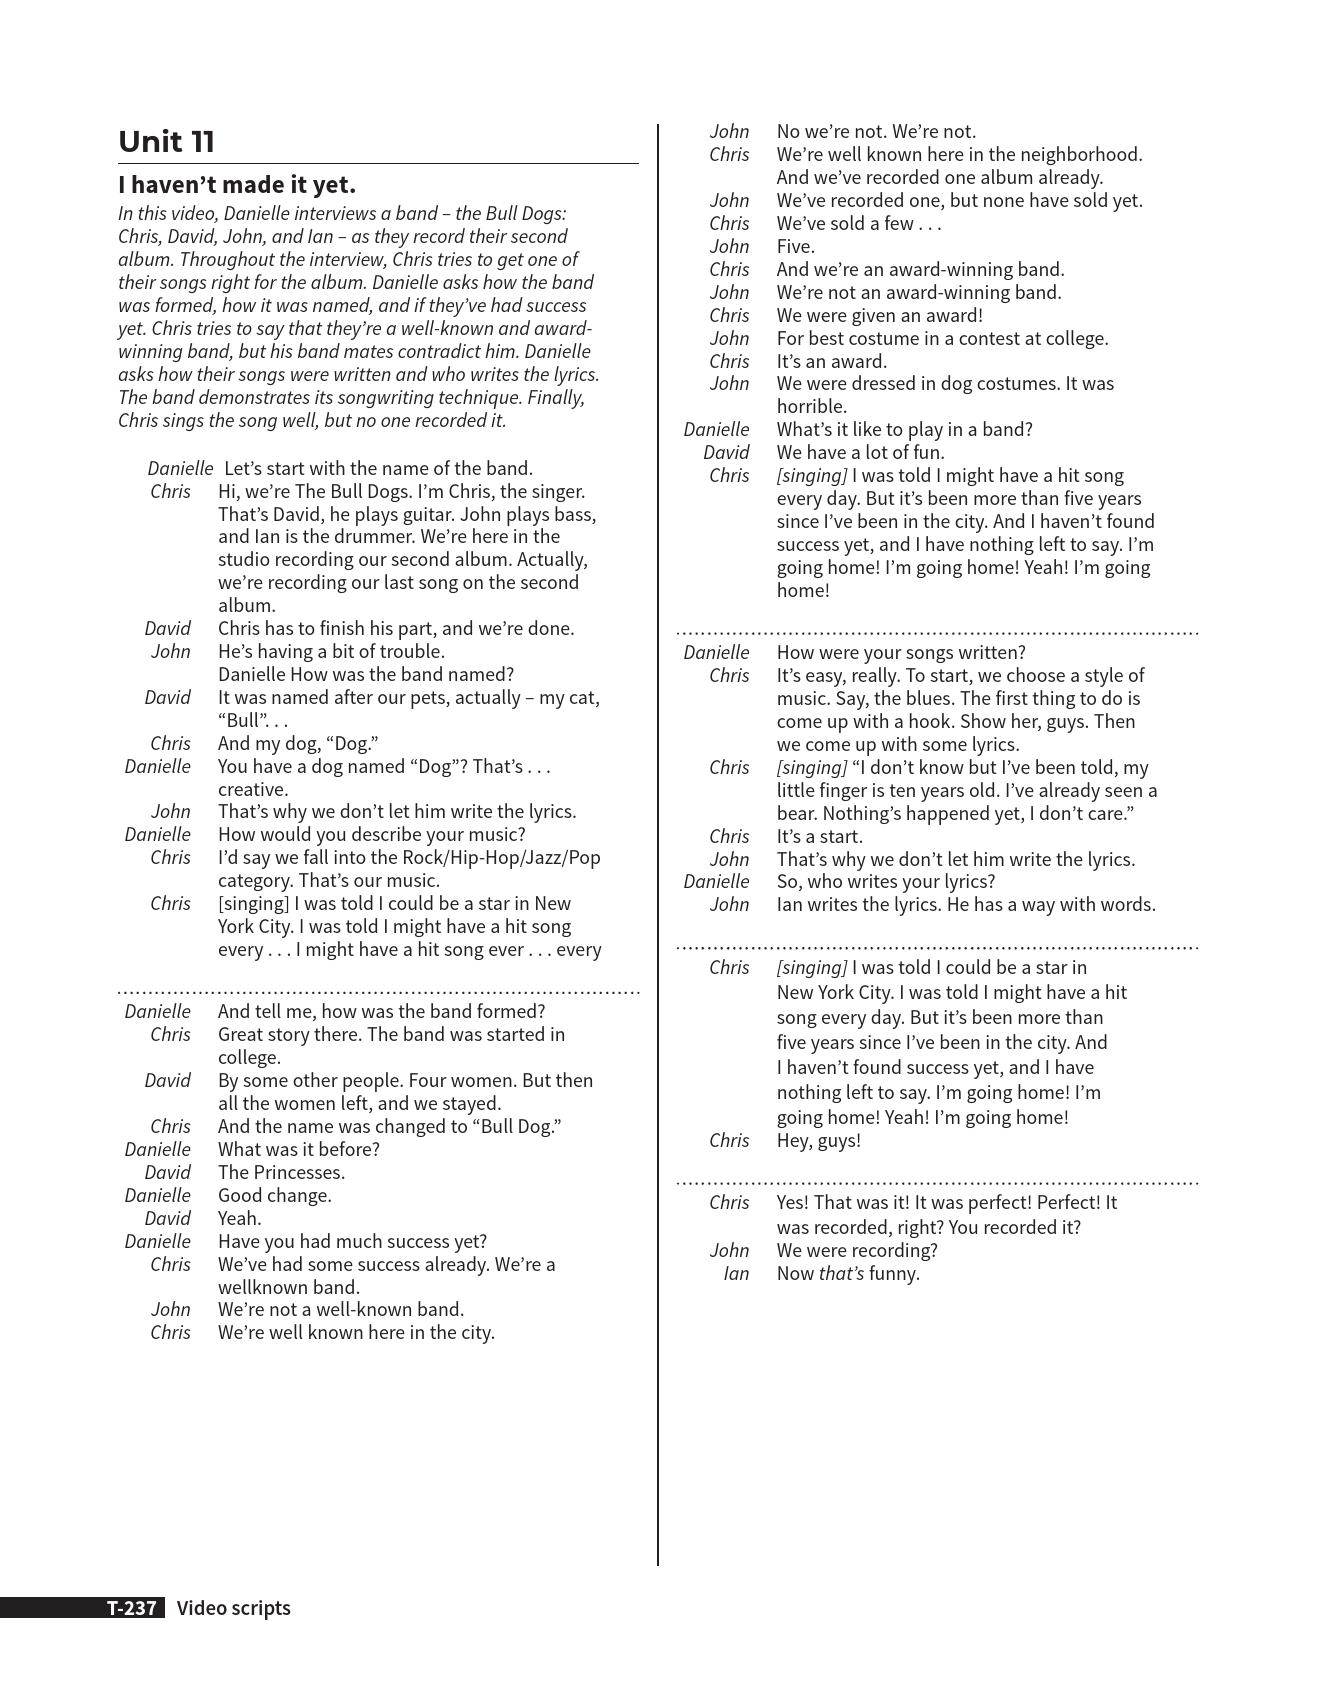 Unit 11
I haven’t made it yet.
In this video, Danielle interviews a band – the Bull Dogs:
Chris, David, John, and Ian – as they record their second
album. Throughout the interview, Chris tries to get one of
their songs right for the album. Danielle asks how the band
was formed, how it was named, and if they’ve had success
yet. Chris tries to say that they’re a well-known and award-
winning band, but his band mates contradict him. Danielle
asks how their songs were written and who writes the lyrics.
The band demonstrates its songwriting technique. Finally,
Chris sings the song well, but no one recorded it.
Danielle Let’s start with the name of the band.
Chris Hi, we’re The Bull Dogs. I’m Chris, the singer.
That’s David, he plays guitar. John plays bass,
and Ian is the drummer. We’re here in the
studio recording our second album. Actually,
we’re recording our last song on the second
album.
David Chris has to finish his part, and we’re done.
John He’s having a bit of trouble.
Danielle How was the band named?
David It was named after our pets, actually – my cat,
“Bull”. . .
Chris And my dog, “Dog.”
Danielle You have a dog named “Dog”? That’s . . .
creative.
John That’s why we don’t let him write the lyrics.
Danielle How would you describe your music?
Chris I’d say we fall into the Rock/Hip-Hop/Jazz/Pop
category. That’s our music.
Chris [singing] I was told I could be a star in New
York City. I was told I might have a hit song
every . . . I might have a hit song ever . . . every
Danielle And tell me, how was the band formed?
Chris Great story there. The band was started in
college.
David By some other people. Four women. But then
all the women left, and we stayed.
Chris And the name was changed to “Bull Dog.”
Danielle What was it before?
David The Princesses.
Danielle Good change.
David Yeah.
Danielle Have you had much success yet?
Chris We’ve had some success already. We’re a
wellknown band.
John We’re not a well-known band.
Chris We’re well known here in the city.
John No we’re not. We’re not.
Chris We’re well known here in the neighborhood.
And we’ve recorded one album already.
John We’ve recorded one, but none have sold yet.
Chris We’ve sold a few . . .
John Five.
Chris And we’re an award-winning band.
John We’re not an award-winning band.
Chris We were given an award!
John For best costume in a contest at college.
Chris It’s an award.
John We were dressed in dog costumes. It was
horrible.
Danielle What’s it like to play in a band?
David We have a lot of fun.
Chris [singing] I was told I might have a hit song
every day. But it’s been more than five years
since I’ve been in the city. And I haven’t found
success yet, and I have nothing left to say. I’m
going home! I’m going home! Yeah! I’m going
home!
Danielle How were your songs written?
Chris It’s easy, really. To start, we choose a style of
music. Say, the blues. The first thing to do is
come up with a hook. Show her, guys. Then
we come up with some lyrics.
Chris [singing] “I don’t know but I’ve been told, my
little finger is ten years old. I’ve already seen a
bear. Nothing’s happened yet, I don’t care.”
Chris It’s a start.
John That’s why we don’t let him write the lyrics.
Danielle So, who writes your lyrics?
John Ian writes the lyrics. He has a way with words.
Chris [singing] I was told I could be a star in
New York City. I was told I might have a hit
song every day. But it’s been more than
five years since I’ve been in the city. And
I haven’t found success yet, and I have
nothing left to say. I’m going home! I’m
going home! Yeah! I’m going home!
Chris Hey, guys!
Chris Yes! That was it! It was perfect! Perfect! It
was recorded, right? You recorded it?
John We were recording?
Ian Now that’s funny.
T-237 Video scripts